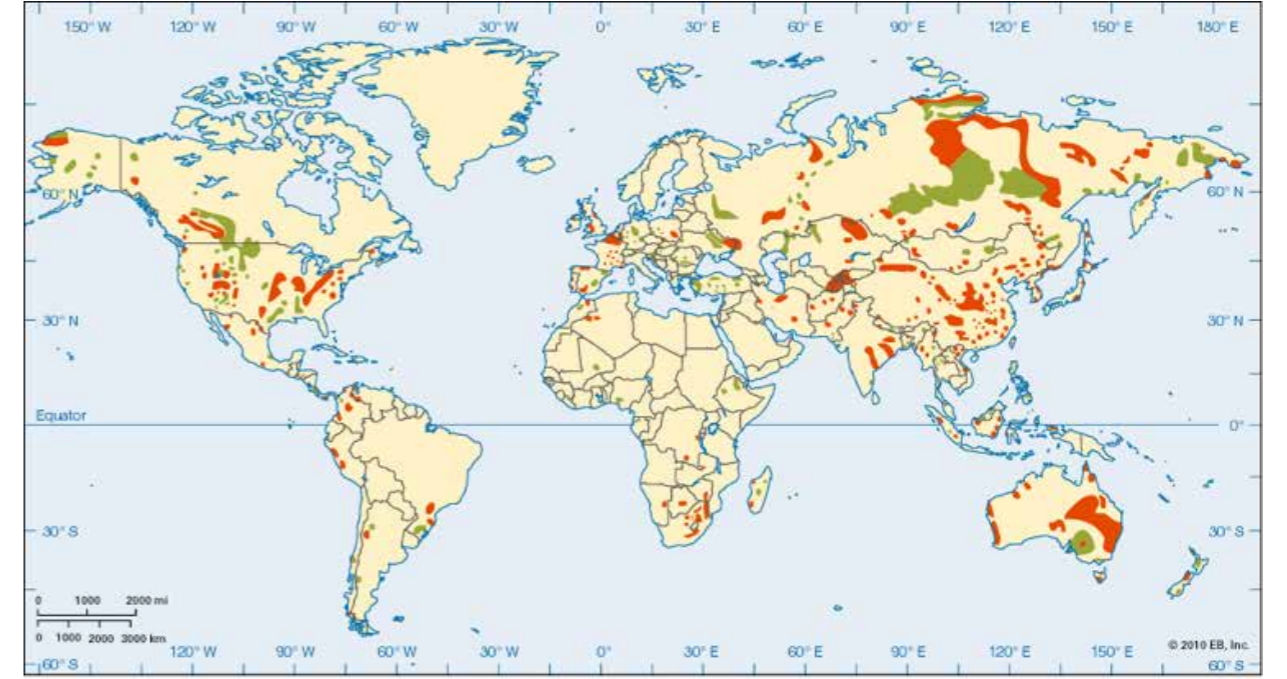 150° W 120° W 90° W 60° W 30° W 0° 30° E 60° E 90° E 120° E 150° E 180° E
60° N 60° N
30° N 30° N
Equator 0°
30° S 30° S
0 1000 2000 mi
0 1000 2000 3000 km
© 2010 EB, Inc.
120° W 90° W 60° W 30° W 0° 30° E 60° E 90° E 120° E 150° E
60° S 60° S